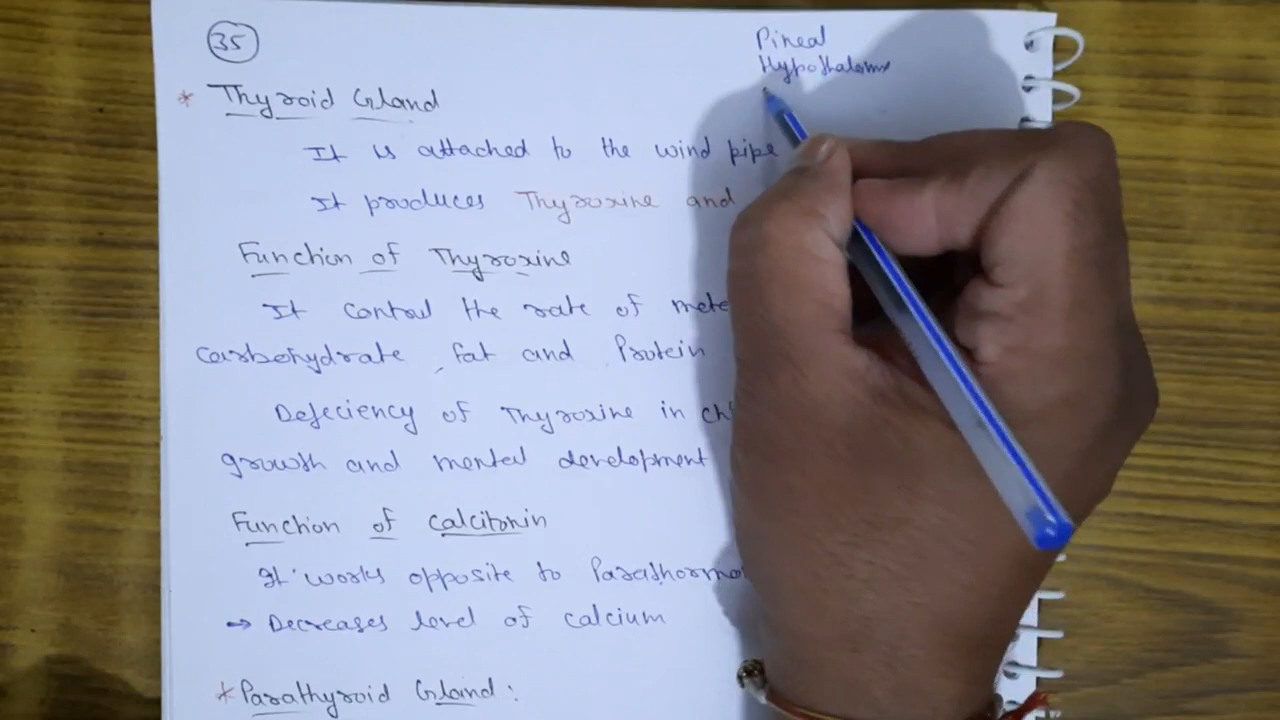 35
Pineal
Hypothalamus
* Thyroid Gland
It is attached to the wind pipe
It produces Thyroxine and
Function of Thyroxine
It control the rate of
carbohydrate, fat and Protein
Defeciency of Thyroxine in
growth and mental development
Function of calcitonin
It works opposite to
→ Decreases level of calcium
* Parathyroid Gland :